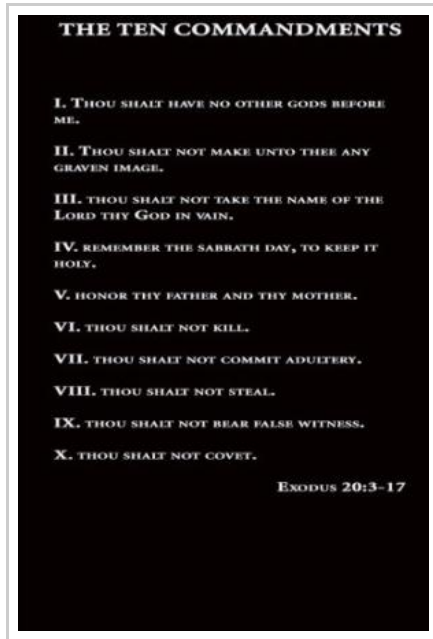 THE TEN COMMANDMENTS
I. THOU SHALT HAVE NO OTHER GODS BEFORE
ME.
II. THOU SHALT NOT MAKE UNTO THEE ANY
GRAVEN IMAGE.
III. THOU SHALT NOT TAKE THE NAME OF THE
LORD THY GOD IN VAIN.
IV. REMEMBER THE SABBATH DAY, TO KEEP IT
HOLY.
V. HONOR THY FATHER AND THY MOTHER.
VI. THOU SHALT NOT KILL.
VII. THOU SHALT NOT COMMIT ADULTERY.
VIII. THOU SHALT NOT STEAL.
IX. THOU SHALT NOT BEAR FALSE WITNESS.
X. THOU SHALT NOT COVET.
EXODUS 20:3-17